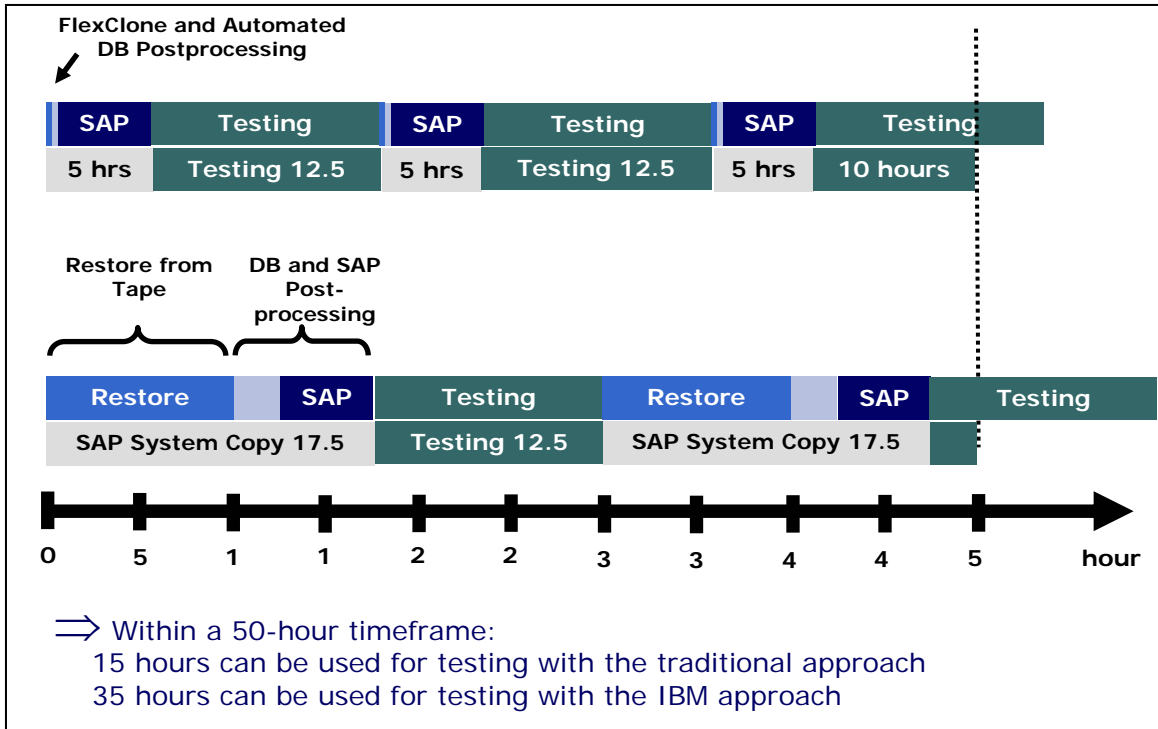 FlexClone and Automated
DB Postprocessing
SAP Testing SAP Testing SAP Testing
5 hrs Testing 12.5 5 hrs Testing 12.5 5 hrs 10 hours
Restore from
Tape
DB and SAP
Post-
processing
Restore SAP Testing Restore SAP Testing
SAP System Copy 17.5 Testing 12.5 SAP System Copy 17.5
0 5 1 1 2 2 3 3 4 4 5 hour
⇒ Within a 50-hour timeframe:
15 hours can be used for testing with the traditional approach
35 hours can be used for testing with the IBM approach